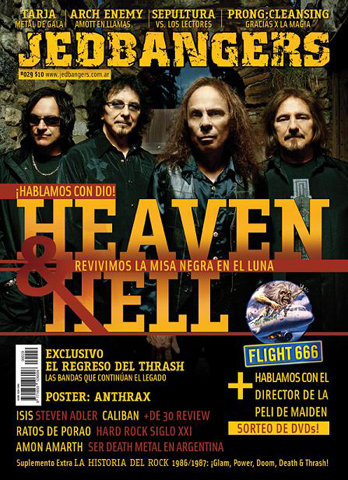 TARJA | ARCH ENEMY | SEPULTURA | PRONG:CLEANSING
METAL DE GALA | AMOTT EN LLAMAS | VS. LOS LECTORES | GRACIAS X LA MAGIA
JEDBANGERS
#029 $10 www.jedbangers.com.ar
¡HABLAMOS CON DIO!
HEAVEN
& REVIVIMOS LA MISA NEGRA EN EL LUNA
HELL
FLIGHT 666
EXCLUSIVO
EL REGRESO DEL THRASH
LAS BANDAS QUE CONTINÚAN EL LEGADO
POSTER: ANTHRAX
+ HABLAMOS CON EL
DIRECTOR DE LA
PELI DE MAIDEN
SORTEO DE DVDs!
ISIS STEVEN ADLER CALIBAN +DE 30 REVIEW
RATOS DE PORAO HARD ROCK SIGLO XXI
AMON AMARTH SER DEATH METAL EN ARGENTINA
Suplemento Extra LA HISTORIA DEL ROCK 1986/1987: ¡Glam, Power, Doom, Death & Thrash!